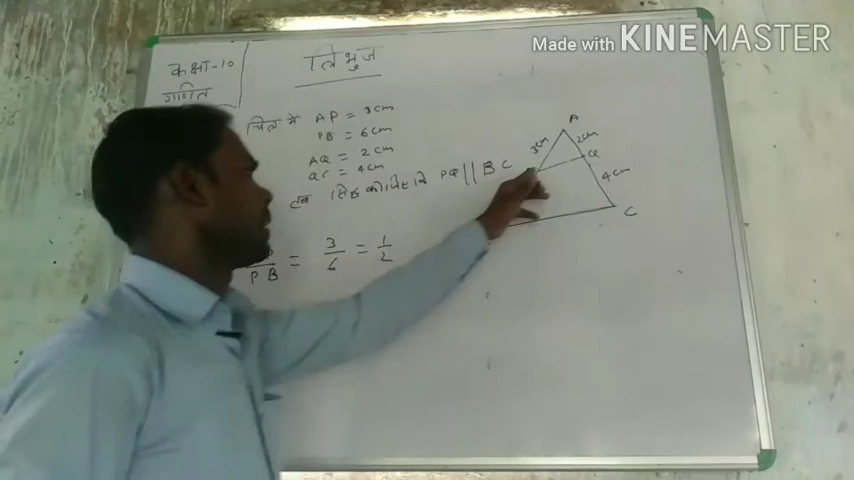 Made with KINEMASTER
कक्षा-10
गणित
त्रिभुज
चित्र में AP = 3cm
PB = 6cm
AQ = 2cm
QC = 4cm
तब सिद्ध कीजिए कि PQ || BC
PB = 3/6 = 1/2
A
3cm
2cm
Q
4cm
C